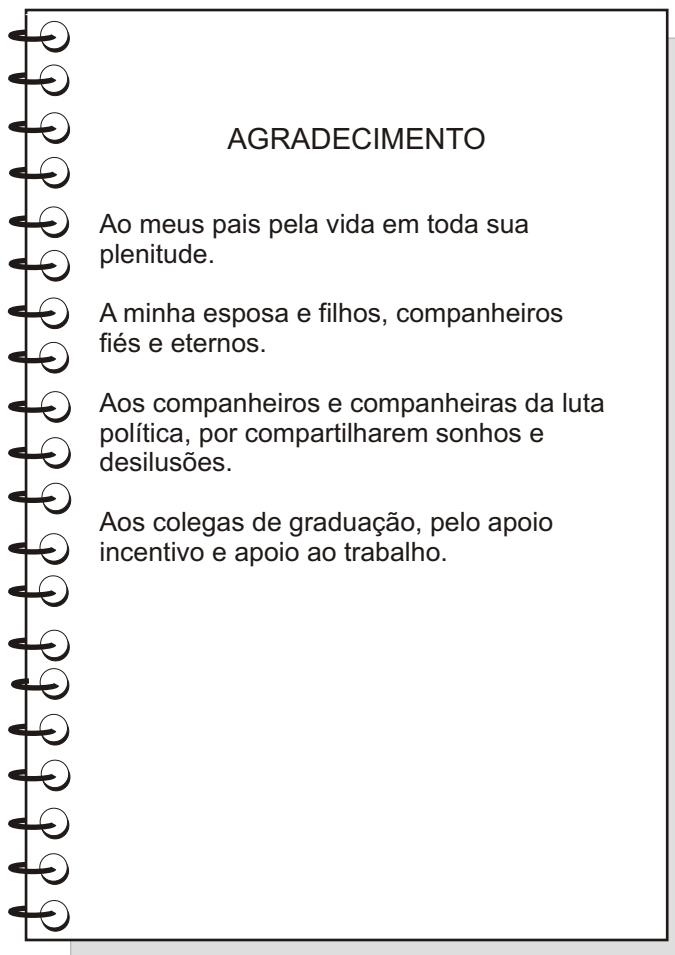 AGRADECIMENTO
Ao meus pais pela vida em toda sua
plenitude.
A minha esposa e filhos, companheiros
fiés e eternos.
Aos companheiros e companheiras da luta
política, por compartilharem sonhos e
desilusões.
Aos colegas de graduação, pelo apoio
incentivo e apoio ao trabalho.